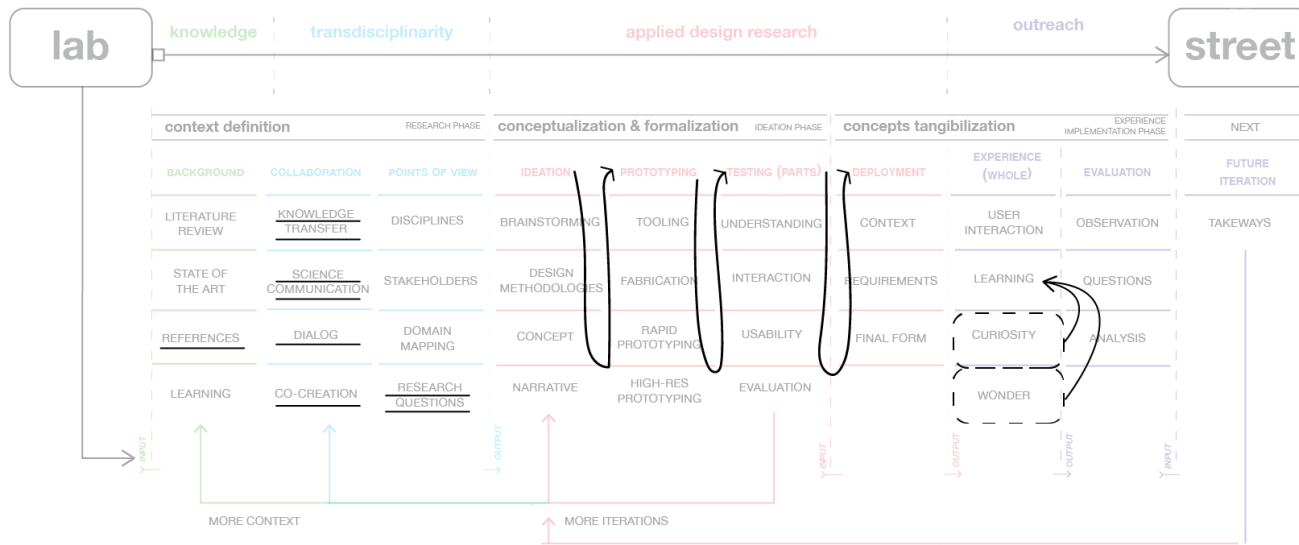 lab
knowledge
transdisciplinarity
applied design research
outreach
street
context definition
RESEARCH PHASE
conceptualization & formalization
IDEATION PHASE
concepts tangibilization
EXPERIENCE
IMPLEMENTATION PHASE
NEXT
BACKGROUND
COLLABORATION
POINTS OF VIEW
IDEATION
PROTOTYPING
TESTING (PARTS)
DEPLOYMENT
EXPERIENCE
(WHOLE)
EVALUATION
FUTURE
ITERATION
LITERATURE
REVIEW
KNOWLEDGE
TRANSFER
DISCIPLINES
BRAINSTORMING
TOOLING
UNDERSTANDING
CONTEXT
USER
INTERACTION
OBSERVATION
TAKEWAYS
STATE OF
THE ART
SCIENCE
COMMUNICATION
STAKEHOLDERS
DESIGN
METHODOLOGIES
FABRICATION
INTERACTION
REQUIREMENTS
LEARNING
QUESTIONS
REFERENCES
DIALOG
DOMAIN
MAPPING
CONCEPT
RAPID
PROTOTYPING
USABILITY
FINAL FORM
CURIOSITY
ANALYSIS
LEARNING
CO-CREATION
RESEARCH
QUESTIONS
NARRATIVE
HIGH-RES
PROTOTYPING
EVALUATION
WONDER
INPUT
OUTPUT
INPUT
OUTPUT
OUTPUT
INPUT
MORE CONTEXT
MORE ITERATIONS